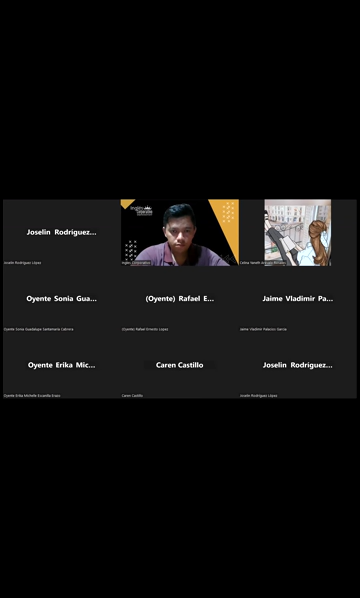 Joselin Rodriguez...
Joselin Rodriguez López
Oyente Sonia Gua...
(Oyente) Rafael E...
Jaime Vladimir Pa...
Oyente Sonia Guadalupe Santamaria Cabrera
(Oyente) Rafael Ernesto Lopez
Jaime Vladimir Palacios Garcia
Oyente Erika Mic...
Caren Castillo
Joselin Rodriguez...
Oyente Erika Michelle Escamilla Erazo
Caren Castillo
Joselin Rodriguez López